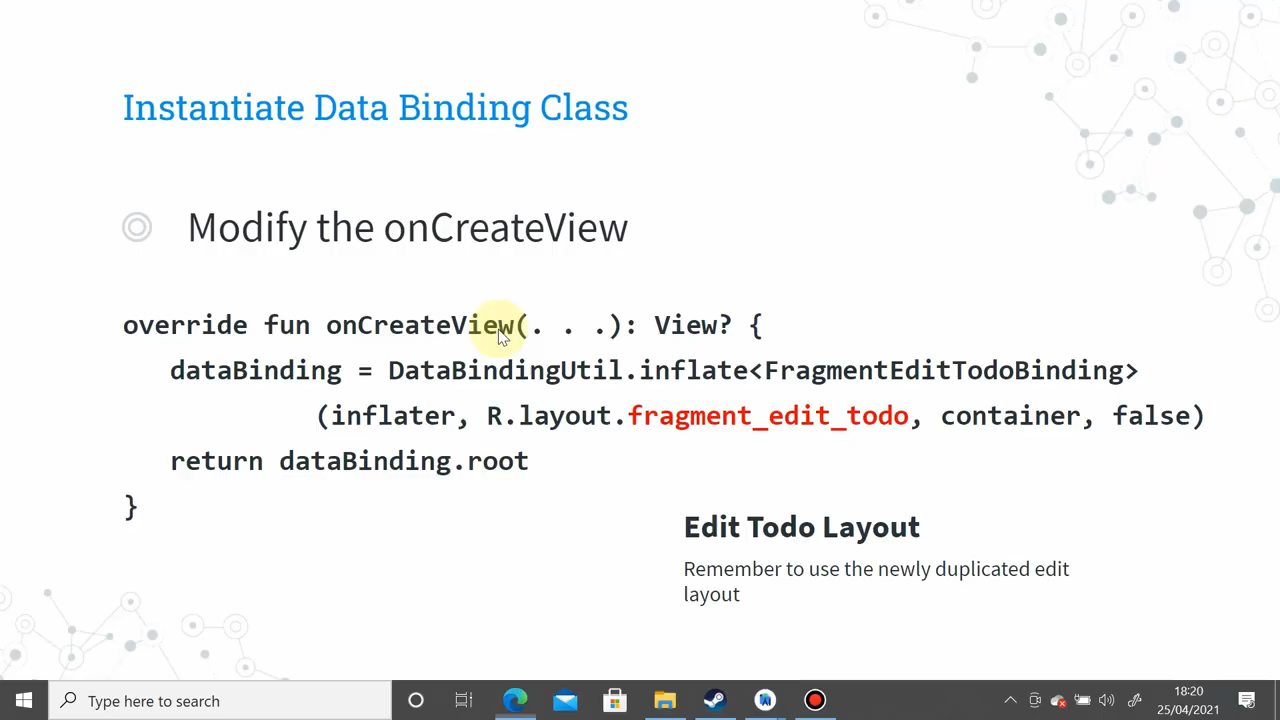 Instantiate Data Binding Class
Modify the onCreateView
override fun onCreateView(. . .): View? {
dataBinding = DataBindingUtil.inflate<FragmentEditTodoBinding>
(inflater, R.layout.fragment_edit_todo, container, false)
return dataBinding.root
}
Edit Todo Layout
Remember to use the newly duplicated edit
layout
Type here to search
18:20
25/04/2021